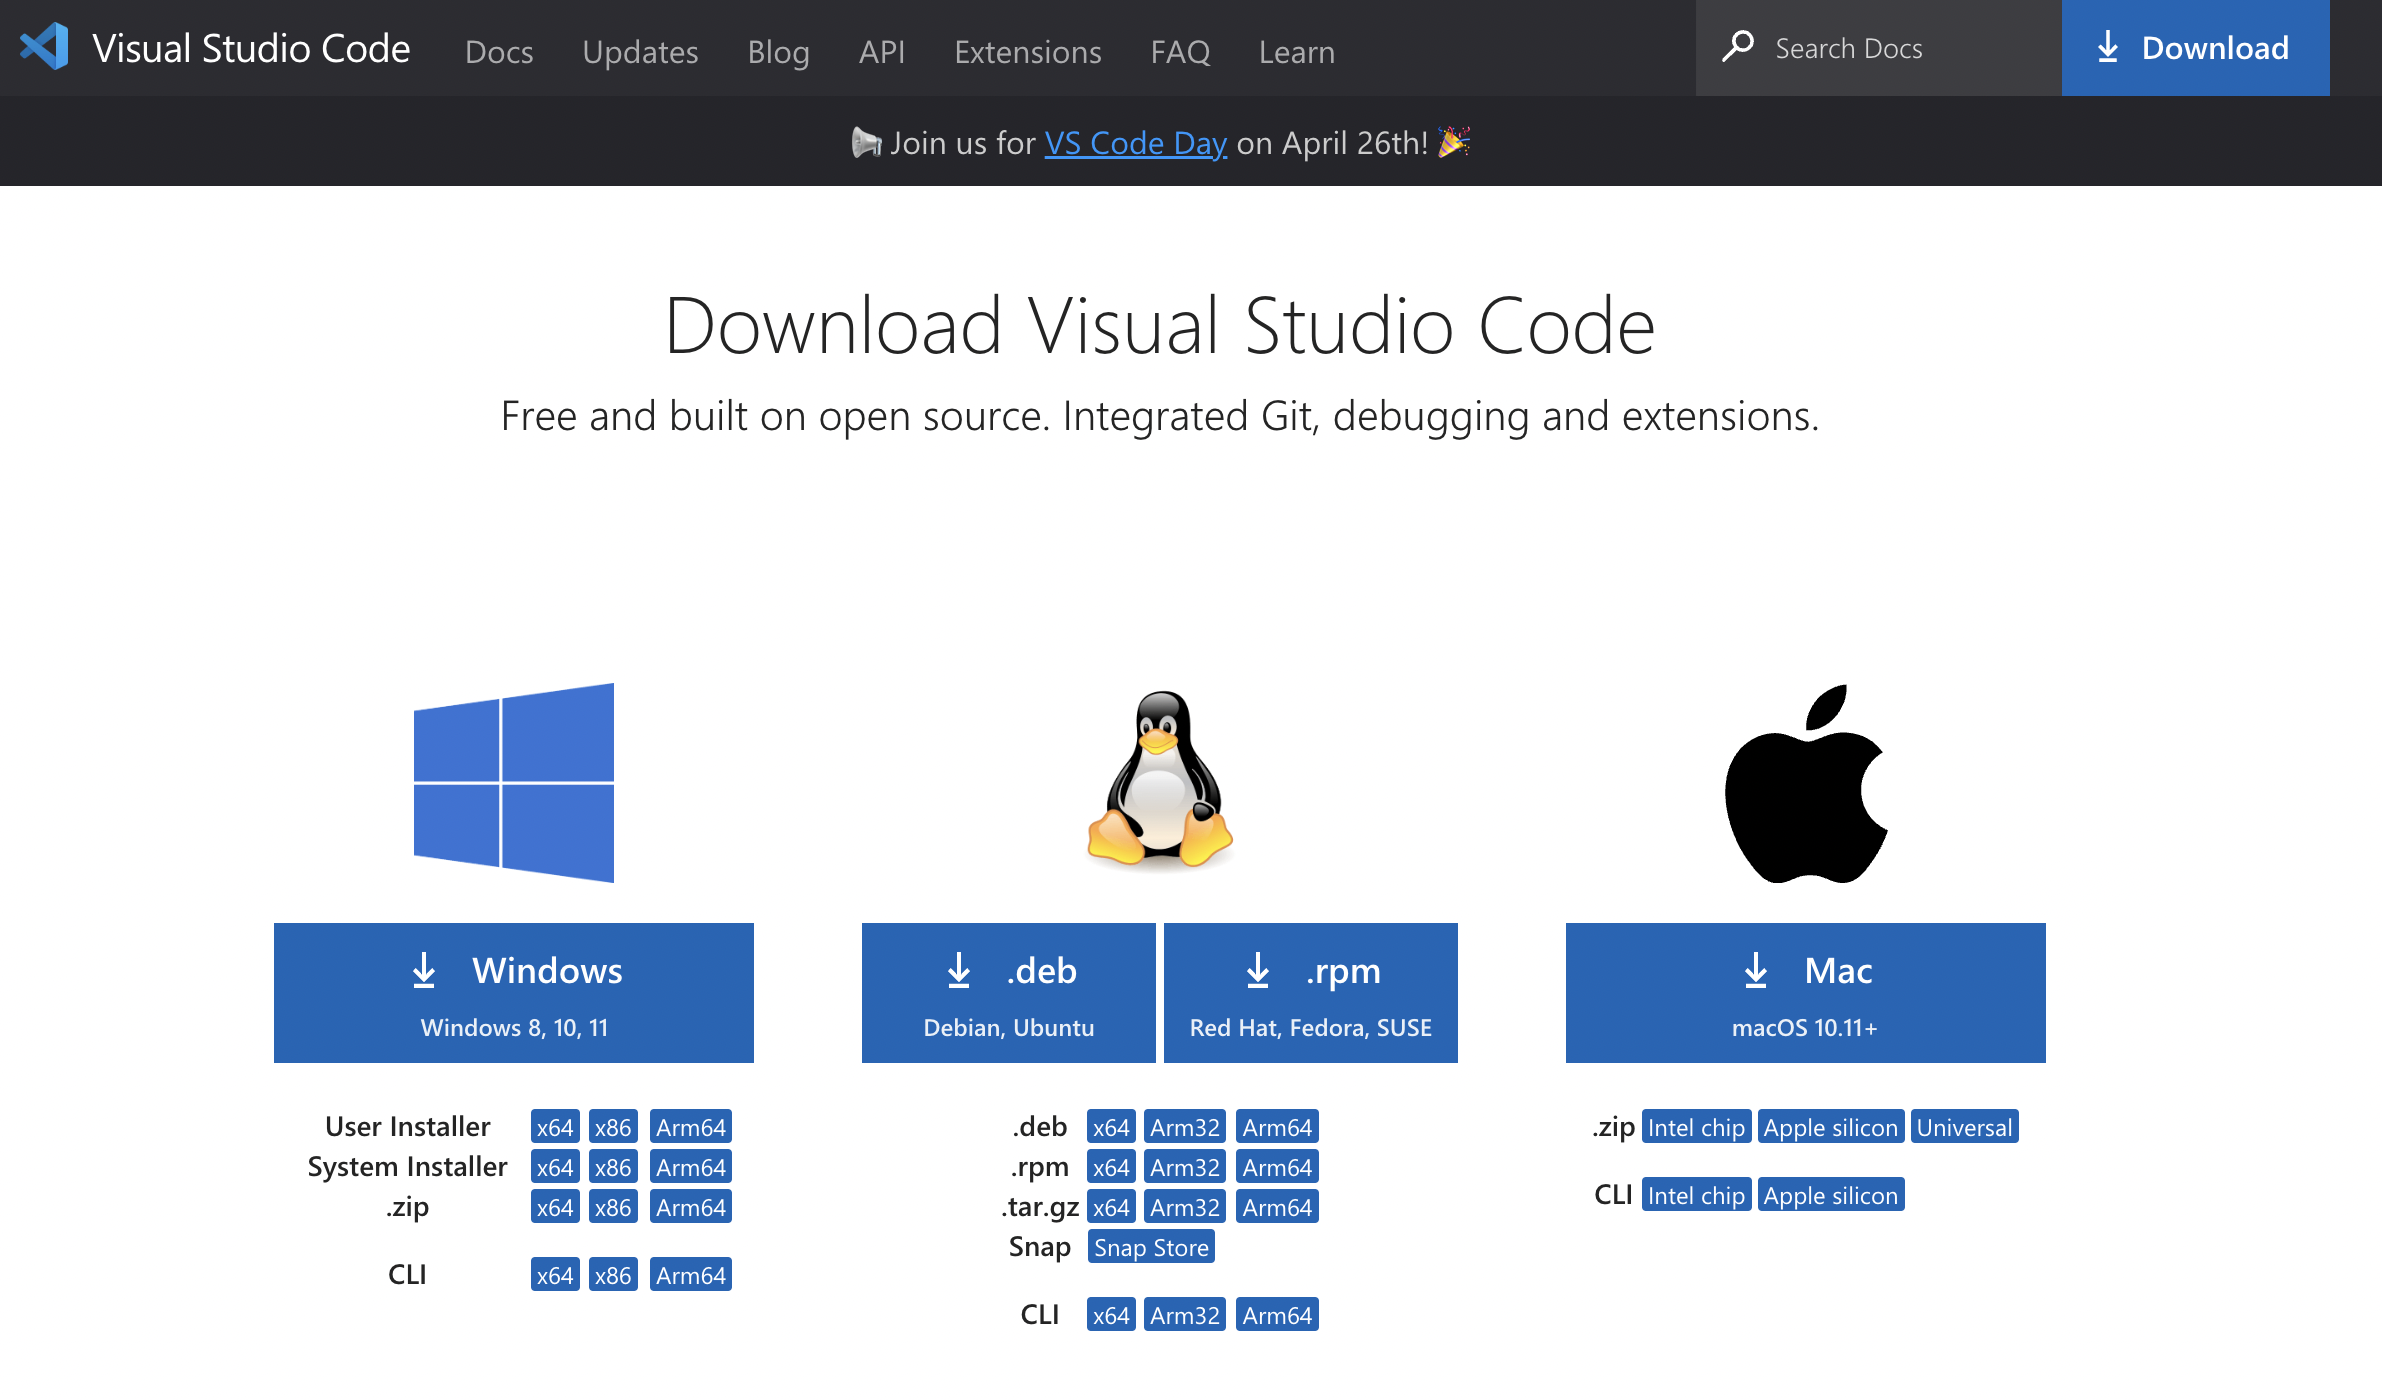 Visual Studio Code Docs Updates Blog API Extensions FAQ Learn Search Docs Download
Join us for VS Code Day on April 26th!
Download Visual Studio Code
Free and built on open source. Integrated Git, debugging and extensions.
Windows
Windows 8, 10, 11
User Installer x64 x86 Arm64
System Installer x64 x86 Arm64
.zip x64 x86 Arm64
CLI x64 x86 Arm64
.deb
Debian, Ubuntu
.rpm
Red Hat, Fedora, SUSE
.deb x64 Arm32 Arm64
.rpm x64 Arm32 Arm64
.tar.gz x64 Arm32 Arm64
Snap Snap Store
CLI x64 Arm32 Arm64
Mac
macOS 10.11+
.zip Intel chip Apple silicon Universal
CLI Intel chip Apple silicon